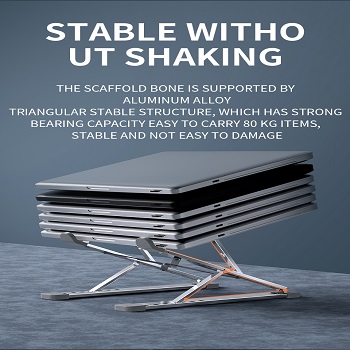 STABLE WITHO
UT SHAKING
THE SCAFFOLD BONE IS SUPPORTED BY
ALUMINUM ALLOY
TRIANGULAR STABLE STRUCTURE, WHICH HAS STRONG
BEARING CAPACITY EASY TO CARRY 80 KG ITEMS,
STABLE AND NOT EASY TO DAMAGE